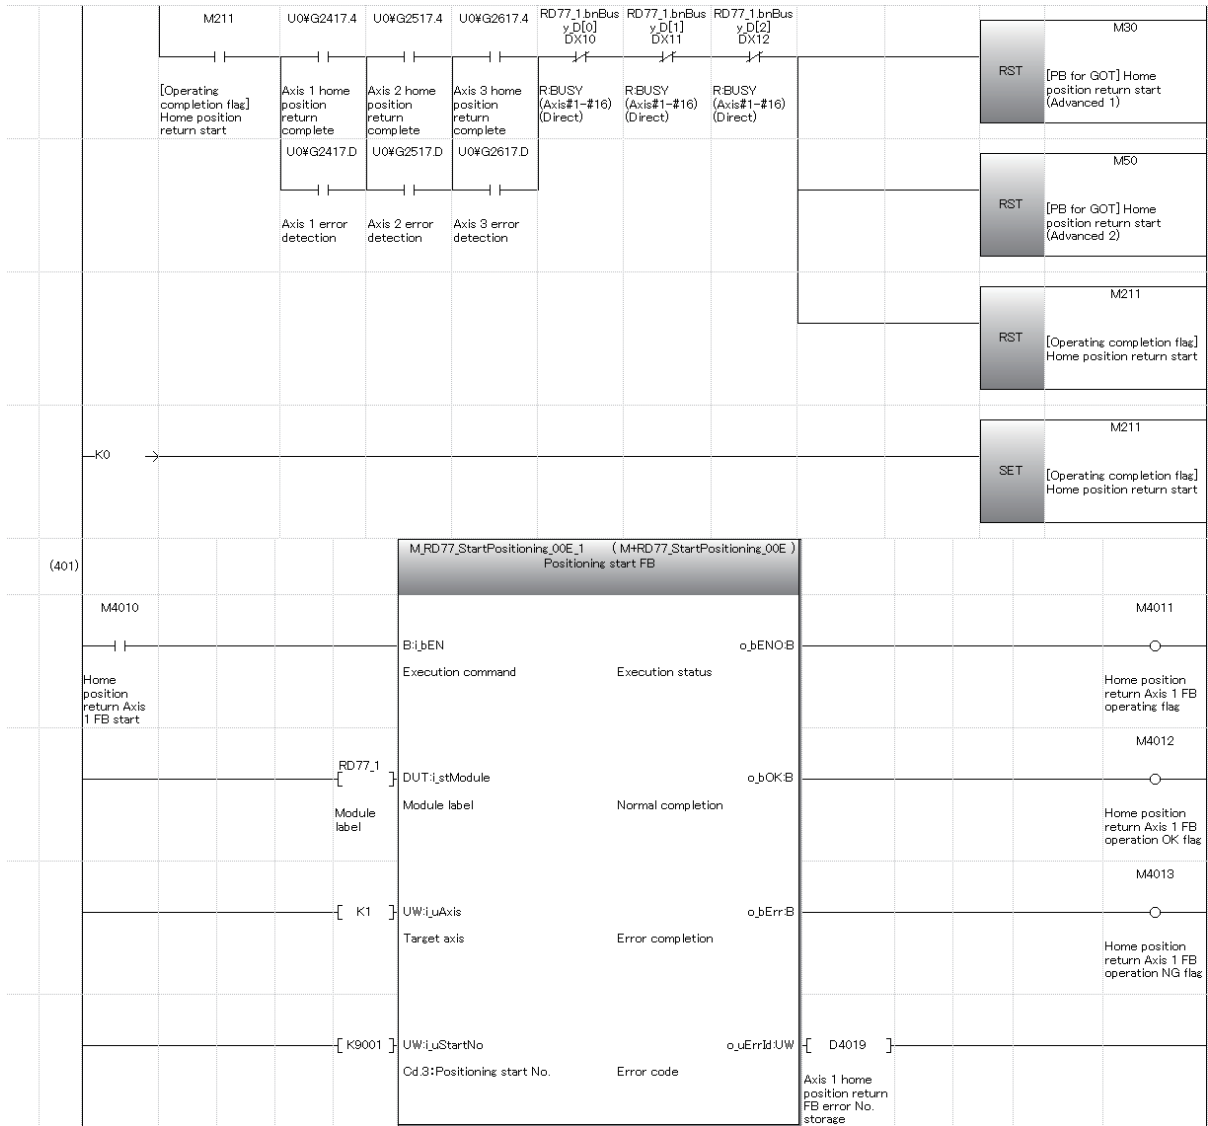 M211 U0¥G2417.4 U0¥G2517.4 U0¥G2617.4 RD77_1.bnBus RD77_1.bnBus RD77_1.bnBus M30
y_D[0] y_D[1] y_D[2]
DX10 DX11 DX12
RST
[Operating Axis 1 home Axis 2 home Axis 3 home R:BUSY R:BUSY R:BUSY [PB for GOT] Home
completion flag] position position position (Axis#1-#16) (Axis#1-#16) (Axis#1-#16) position return start
Home position return return return (Direct) (Direct) (Direct) (Advanced 1)
return start complete complete complete
U0¥G2417.D U0¥G2517.D U0¥G2617.D M50
RST
Axis 1 error Axis 2 error Axis 3 error [PB for GOT] Home
detection detection detection position return start
(Advanced 2)
M211
RST
[Operating completion flag]
Home position return start
M211
K0 SET
[Operating completion flag]
Home position return start
(401) M_RD77_StartPositioning_00E_1 ( M+RD77_StartPositioning_00E )
Positioning start FB
M4010 M4011
B:i_bEN o_bENO:B
Execution command Execution status
Home Home position
position return Axis 1 FB
return Axis operating flag
1 FB start
M4012
RD77_1 DUT:i_stModule o_bOK:B
Module label Normal completion
Module Home position
label return Axis 1 FB
operation OK flag
M4013
K1 UW:i_uAxis o_bErr:B
Target axis Error completion
Home position
return Axis 1 FB
operation NG flag
K9001 UW:i_uStartNo o_uErrId:UW D4019
Cd.3:Positioning start No. Error code
Axis 1 home
position return
FB error No.
storage